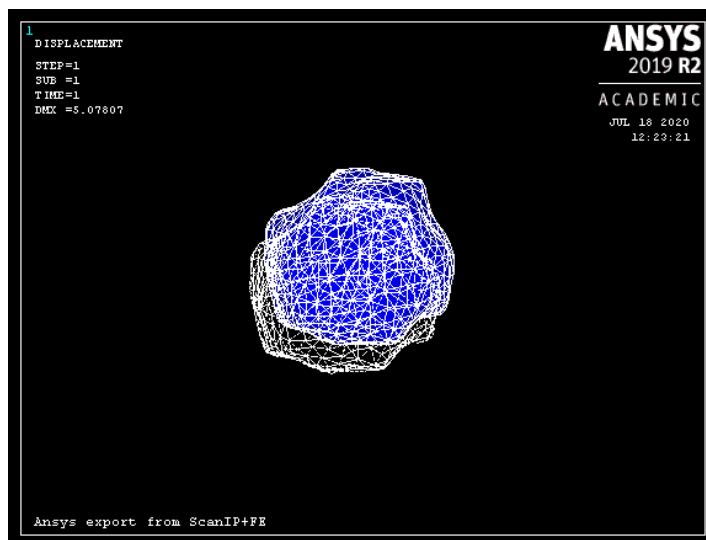 1
DISPLACEMENT
STEP=1
SUB =1
TIME=1
DMX =5.07807
ANSYS
2019 R2
ACADEMIC
JUL 18 2020
12:23:21
Ansys export from ScanIP+FE